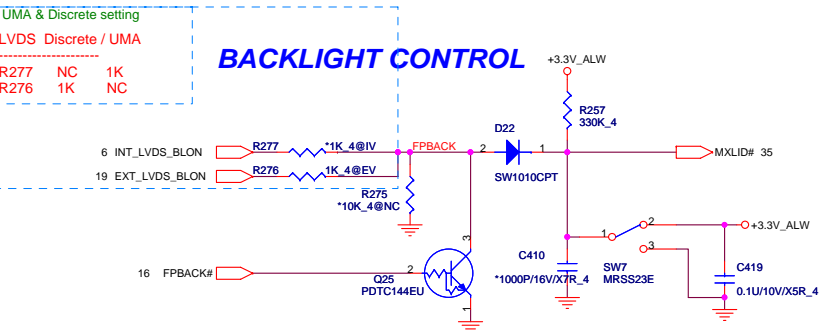 UMA & Discrete setting
LVDS Discrete / UMA
--------------------
R277 NC 1K
R276 1K NC
BACKLIGHT CONTROL
+3.3V_ALW
R257
330K_4
D22
6 INT_LVDS_BLON
R277
*1K_4@IV
FPBACK
2
1
MXLID# 35
SW1010CPT
19 EXT_LVDS_BLON
R276
1K_4@EV
R275
*10K_4@NC
3
16 FPBACK#
2
Q25
PDTC144EU
1
C410
*1000P/16V/X7R_4
1
2
3
SW7
MRSS23E
+3.3V_ALW
C419
0.1U/10V/X5R_4